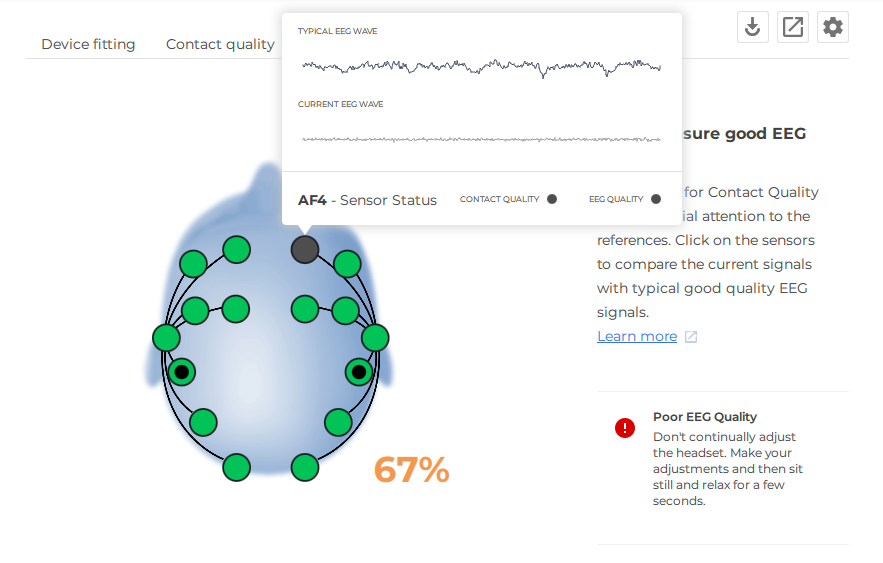 Device fitting
Contact quality
TYPICAL EEG WAVE
CURRENT EEG WAVE
AF4 - Sensor Status
CONTACT QUALITY
EEG QUALITY
67%
sure good EEG
for Contact Quality
ial attention to the
references. Click on the sensors
to compare the current signals
with typical good quality EEG
signals.
Learn more
Poor EEG Quality
Don't continually adjust
the headset. Make your
adjustments and then sit
still and relax for a few
seconds.